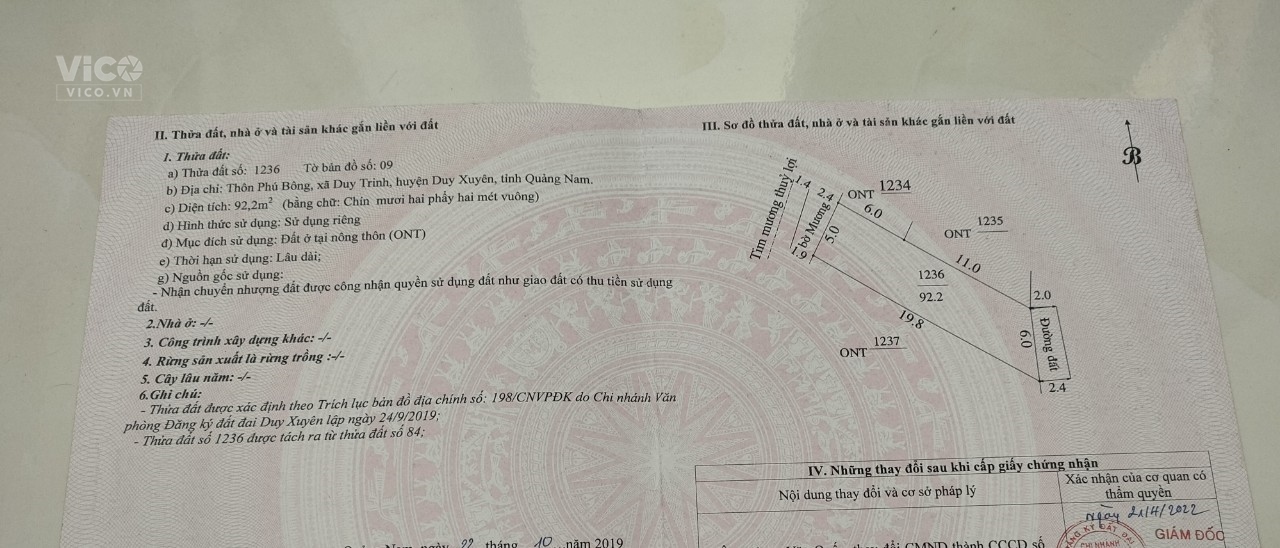 VICO
VICO.VN
II. Thửa đất, nhà ở và tài sản khác gắn liền với đất
1. Thửa đất:
a) Thửa đất số: 1236 Tờ bản đồ số: 09
b) Địa chỉ: Thôn Phú Bông, xã Duy Trinh, huyện Duy Xuyên, tỉnh Quảng Nam.
c) Diện tích: 92,2m² (bằng chữ: Chín mươi hai phẩy hai mét vuông)
d) Hình thức sử dụng: Sử dụng riêng
đ) Mục đích sử dụng: Đất ở tại nông thôn (ONT)
e) Thời hạn sử dụng: Lâu dài;
g) Nguồn gốc sử dụng:
- Nhận chuyển nhượng đất được công nhận quyền sử dụng đất như giao đất có thu tiền sử dụng
đất.
2.Nhà ở: -/-
3. Công trình xây dựng khác: -/-
4. Rừng sản xuất là rừng trồng :-/-
5. Cây lâu năm: -/-
6.Ghi chú:
- Thửa đất được xác định theo Trích lục bản đồ địa chính số: 198/CNVPĐK do Chi nhánh Văn
phòng Đăng ký đất đai Duy Xuyên lập ngày 24/9/2019;
- Thửa đất số 1236 được tách ra từ thửa đất số 84;
Nam, ngày 22 tháng 10 năm 2019
III. Sơ đồ thửa đất, nhà ở và tài sản khác gắn liền với đất
B
Tim mương thuỷ lợi
1.4
2.4
bờ Mương
1.9
5.0
ONT 1234
6.0
ONT 1235
11.0
1236
92.2
19.8
ONT 1237
2.0
6.0
Đường đất
2.4
IV. Những thay đổi sau khi cấp giấy chứng nhận
Nội dung thay đổi và cơ sở pháp lý
Xác nhận của cơ quan có
thẩm quyền
ngày 21/4/2022
GIÁM ĐỐC
CHI NHÁNH
thay đổi CMND thành CCCD số